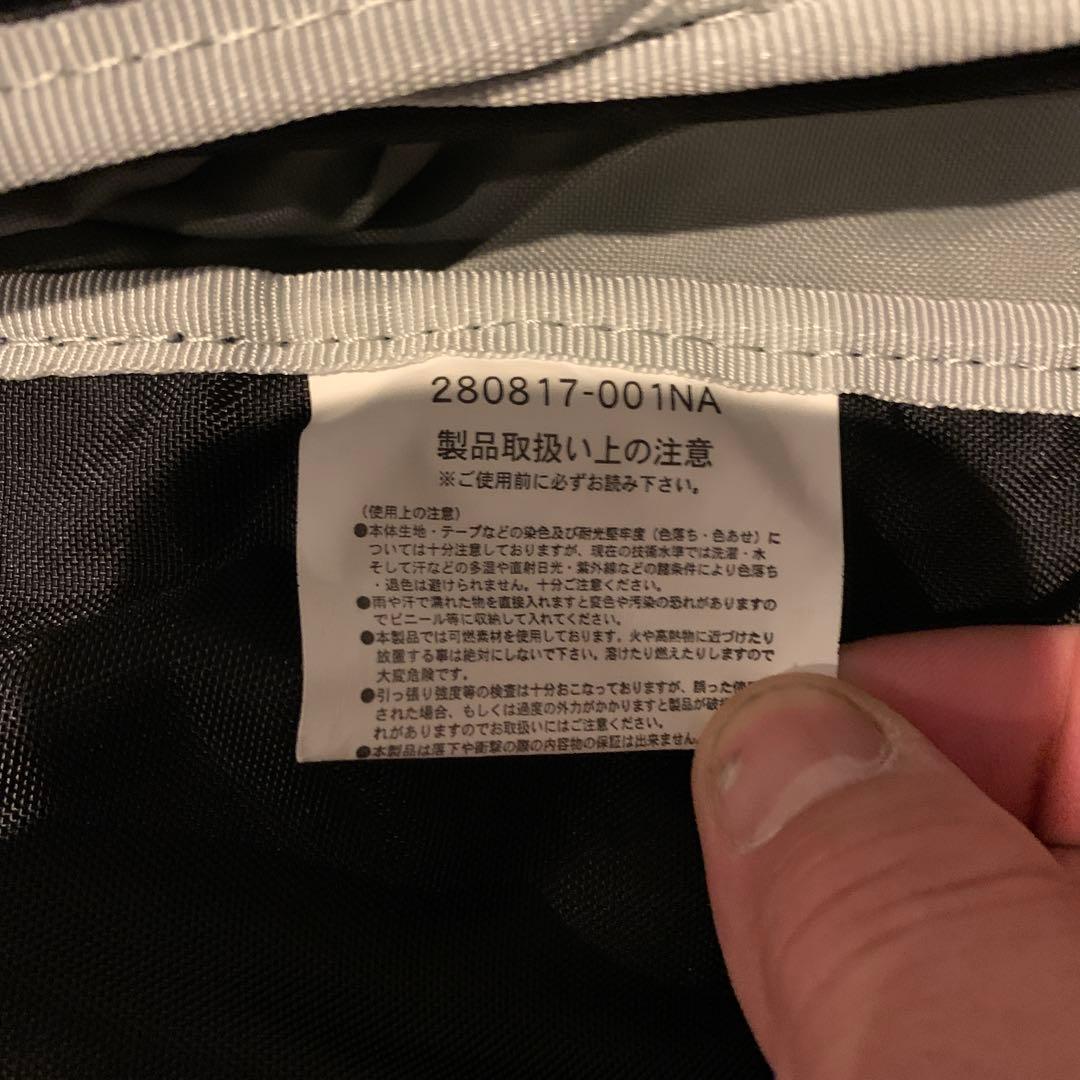 280817-001NA
製品取扱い上の注意
※ご使用前に必ずお読み下さい。
（使用上の注意）
●本体生地・テープなどの染色及び耐光堅牢度（色落ち・色あせ）に
ついては十分注意しておりますが、現在の技術水準では洗濯・水
そして汗などの多湿や直射日光・紫外線などの諸条件により色落ち
・退色は避けられません。十分ご注意ください。
●雨や汗で濡れた物を直接入れますと変色や汚染の恐れがありますの
でビニール等に収納して入れてください。
●本製品では可燃素材を使用しております。火や高熱物に近づけたり
放置する事は絶対にしないで下さい。溶けたり燃えたりしますので
大変危険です。
●引っ張り強度等の検査は十分おこなっておりますが、誤った使
された場合、もしくは過度の外力がかかりますと製品が破
れがありますのでお取扱いにはご注意ください。
●本製品は落下や衝撃の際の内容物の保証は出来ません